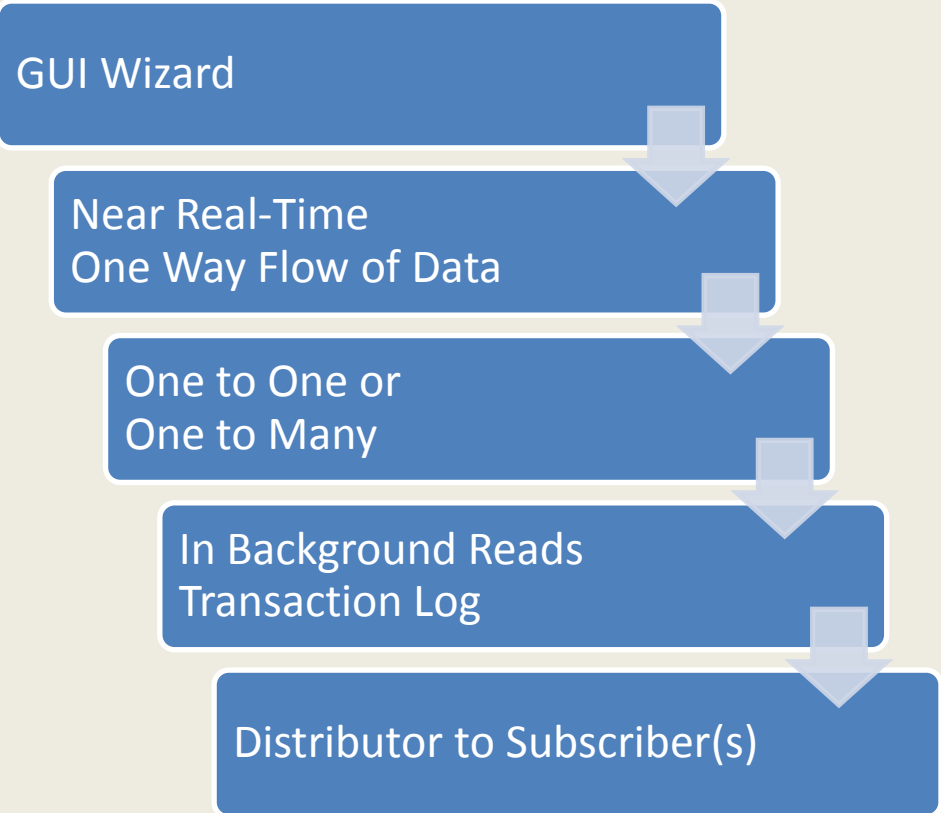 GUI Wizard
Near Real-Time
One Way Flow of Data
One to One or
One to Many
In Background Reads
Transaction Log
Distributor to Subscriber(s)